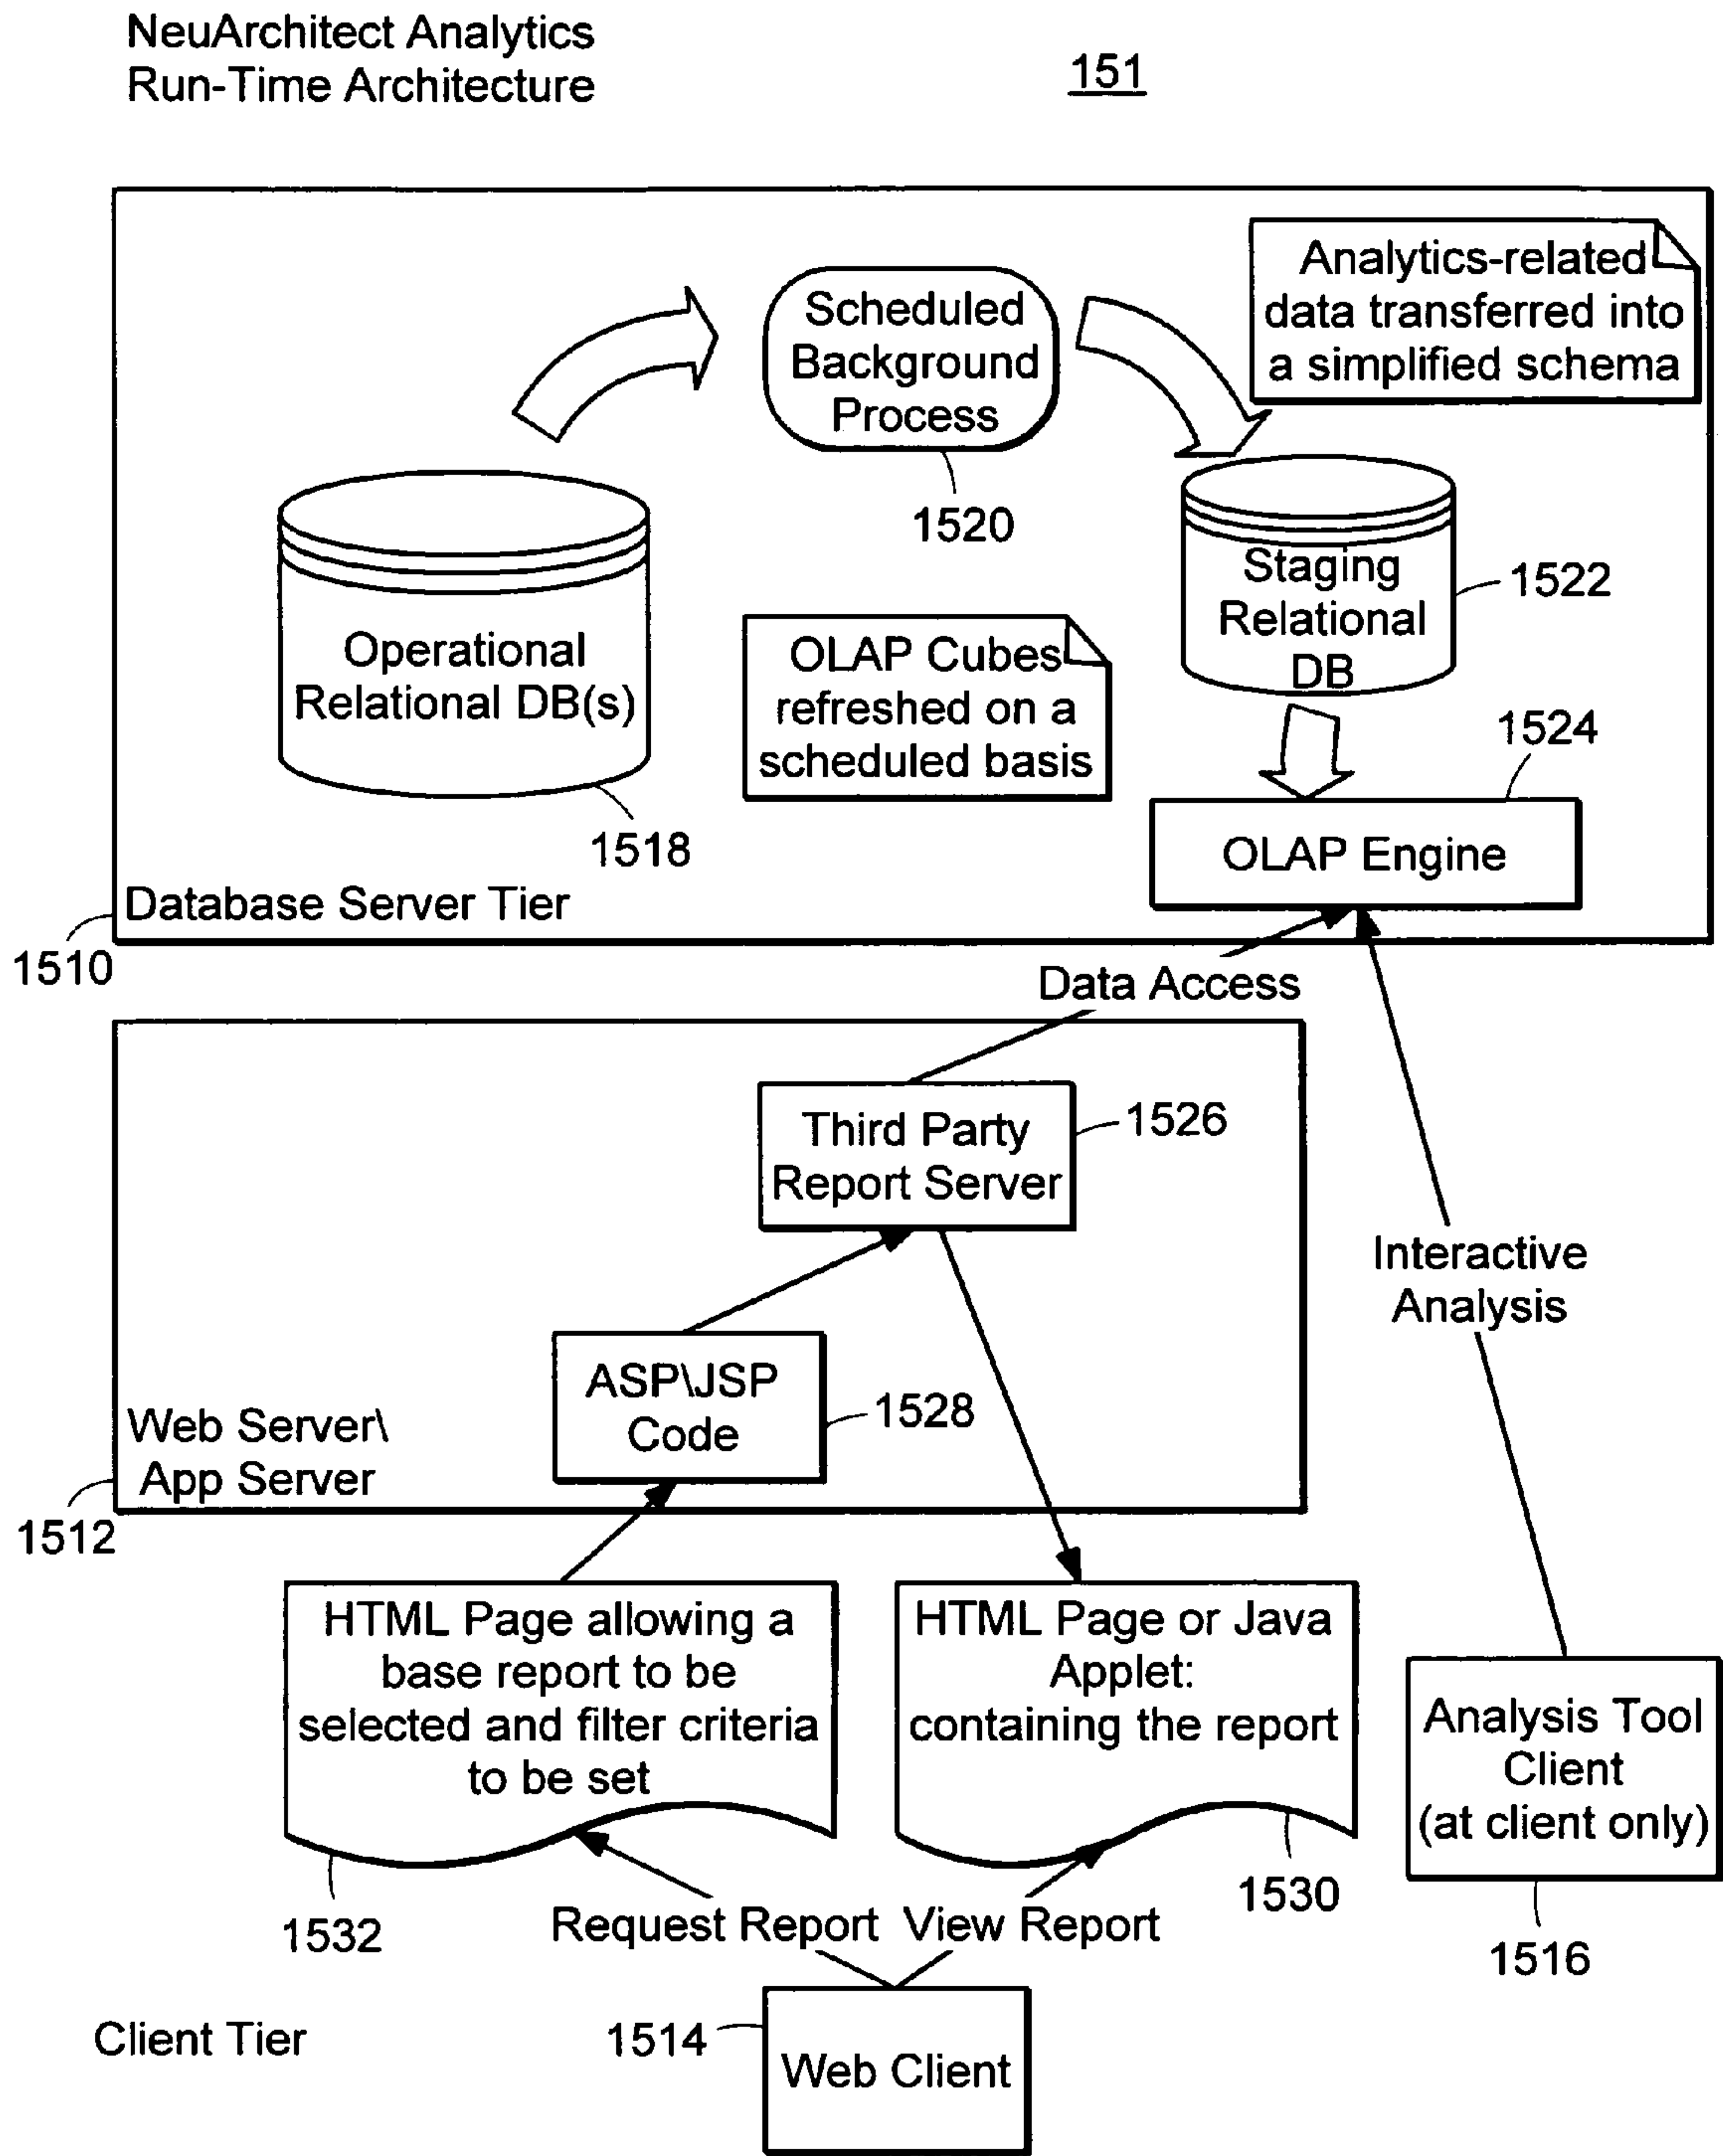 NeuArchitect Analytics
Run-Time Architecture
151
Analytics-related
data transferred into
a simplified schema
Scheduled
Background
Process
1520
Staging
Relational
DB
1522
Operational
Relational DB(s)
1518
OLAP Cubes
refreshed on a
scheduled basis
1524
OLAP Engine
Database Server Tier
1510
Data Access
Third Party
Report Server
1526
Interactive
Analysis
ASP\JSP
Code
1528
Web Server\
App Server
1512
HTML Page allowing a
base report to be
selected and filter criteria
to be set
1532
HTML Page or Java
Applet:
containing the report
1530
Analysis Tool
Client
(at client only)
1516
Request Report
View Report
Client Tier
1514
Web Client